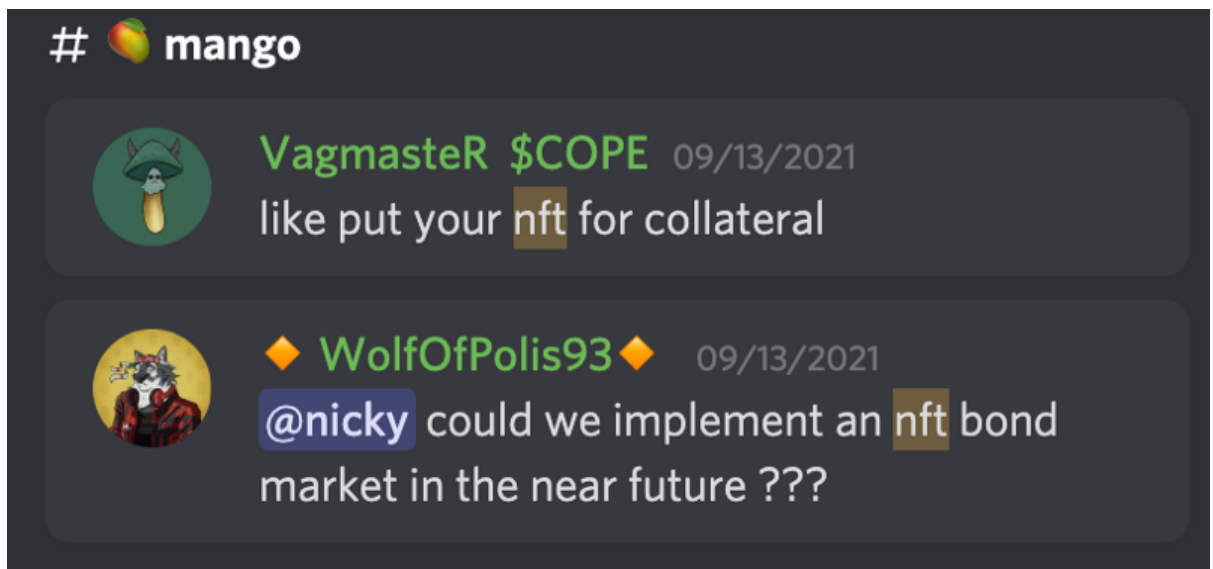 # 🥭 mango
VagmasteR $COPE 09/13/2021
like put your nft for collateral
🔸 WolfOfPolis93🔸 09/13/2021
@nicky could we implement an nft bond
market in the near future ???